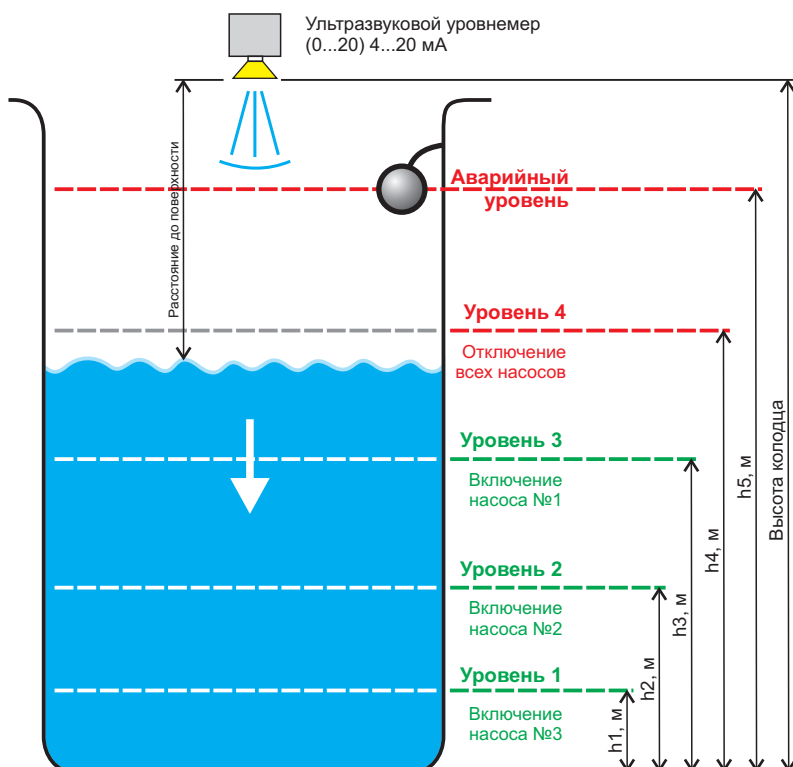 Ультразвуковой уровнемер
(0...20) 4...20 мА
Расстояние до поверхности
Аварийный
уровень
Уровень 4
Отключение
всех насосов
Уровень 3
Включение
насоса №1
Уровень 2
Включение
насоса №2
Уровень 1
Включение
насоса №3
h1, м
h2, м
h3, м
h4, м
h5, м
Высота колодца